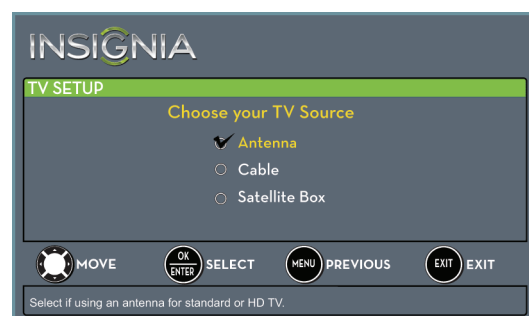 INSIGNIA
TV SETUP
Choose your TV Source
Antenna
Cable
Satellite Box
MOVE OK ENTER SELECT MENU PREVIOUS EXIT EXIT
Select if using an antenna for standard or HD TV.